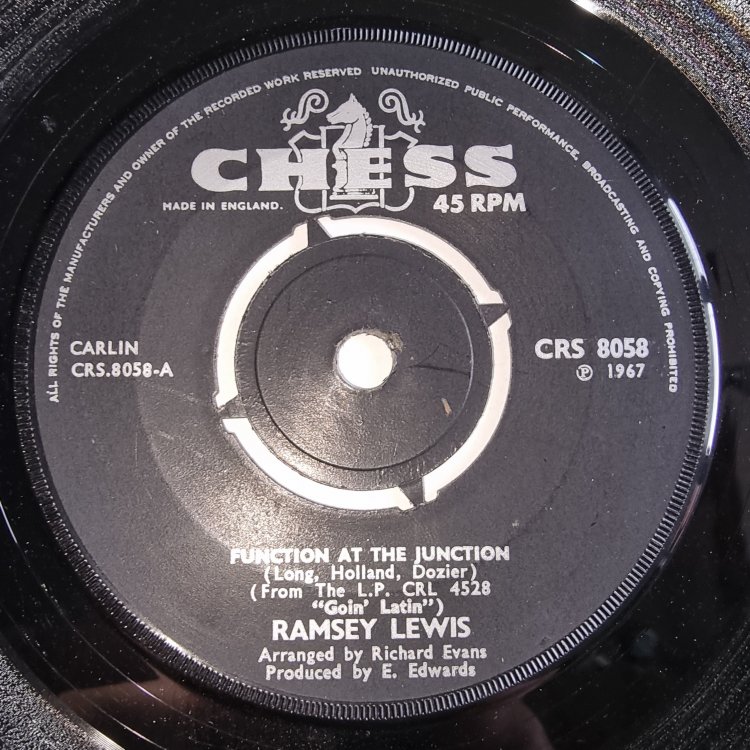 ALL RIGHTS OF THE MANUFACTURERS AND OWNER OF THE RECORDED WORK RESERVED UNAUTHORIZED PUBLIC PERFORMANCE, BROADCASTING AND COPYING PROHIBITED
CHESS
MADE IN ENGLAND.
45 RPM
CARLIN
CRS.8058-A
CRS 8058
℗ 1967
FUNCTION AT THE JUNCTION
(Long, Holland, Dozier)
(From The L.P. CRL 4528
"Goin' Latin")
RAMSEY LEWIS
Arranged by Richard Evans
Produced by E. Edwards